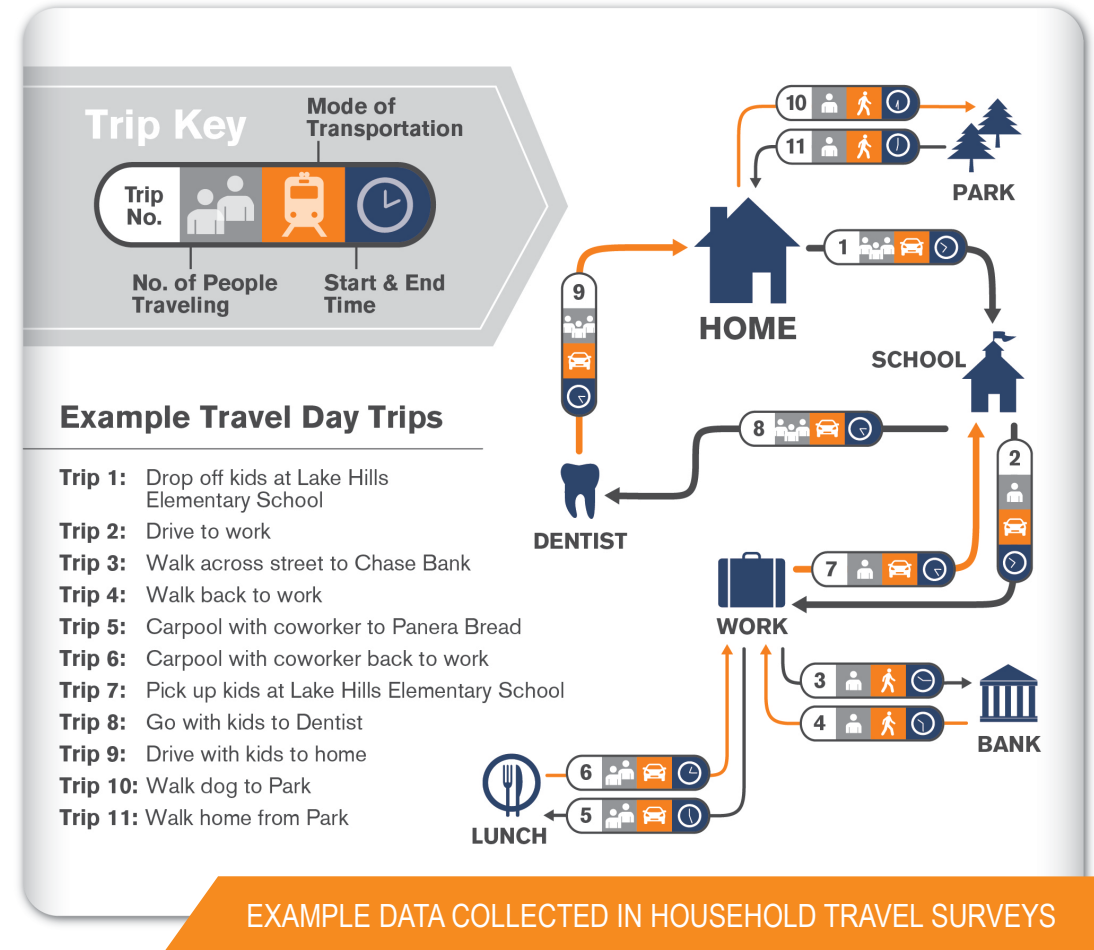 Trip Key
Mode of
Transportation
Trip
No.
No. of People
Traveling
Start & End
Time
10
11
PARK
1
HOME
9
SCHOOL
8
2
DENTIST
7
WORK
3
4
BANK
6
5
LUNCH
Example Travel Day Trips
Trip 1: Drop off kids at Lake Hills
Elementary School
Trip 2: Drive to work
Trip 3: Walk across street to Chase Bank
Trip 4: Walk back to work
Trip 5: Carpool with coworker to Panera Bread
Trip 6: Carpool with coworker back to work
Trip 7: Pick up kids at Lake Hills Elementary School
Trip 8: Go with kids to Dentist
Trip 9: Drive with kids to home
Trip 10: Walk dog to Park
Trip 11: Walk home from Park
EXAMPLE DATA COLLECTED IN HOUSEHOLD TRAVEL SURVEYS